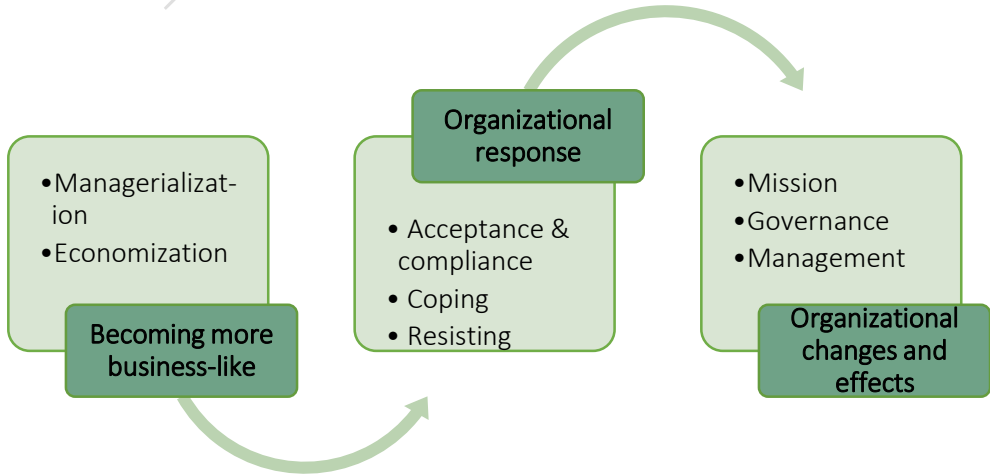 •Managerializat-
ion
•Economization
Becoming more
business-like
Organizational
response
• Acceptance &
compliance
• Coping
• Resisting
•Mission
•Governance
•Management
Organizational
changes and
effects